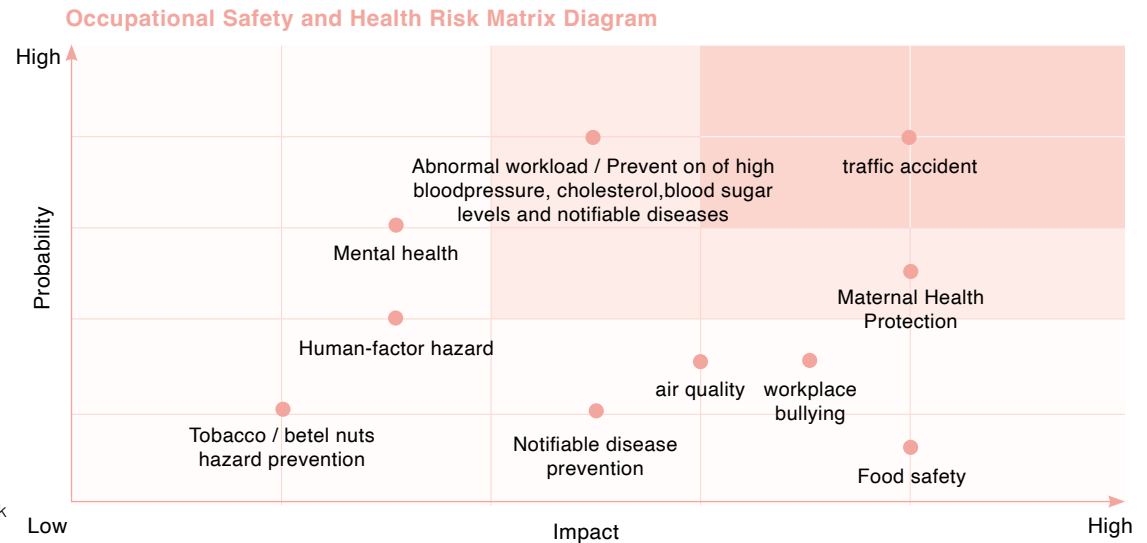 Occupational Safety and Health Risk Matrix Diagram
High
Abnormal workload / Prevent on of high
bloodpressure, cholesterol,blood sugar
levels and notifiable diseases
traffic accident
Probability
Mental health
Maternal Health
Protection
Human-factor hazard
air quality
workplace
bullying
Tobacco / betel nuts
hazard prevention
Notifiable disease
prevention
Food safety
k
Low
Impact
High